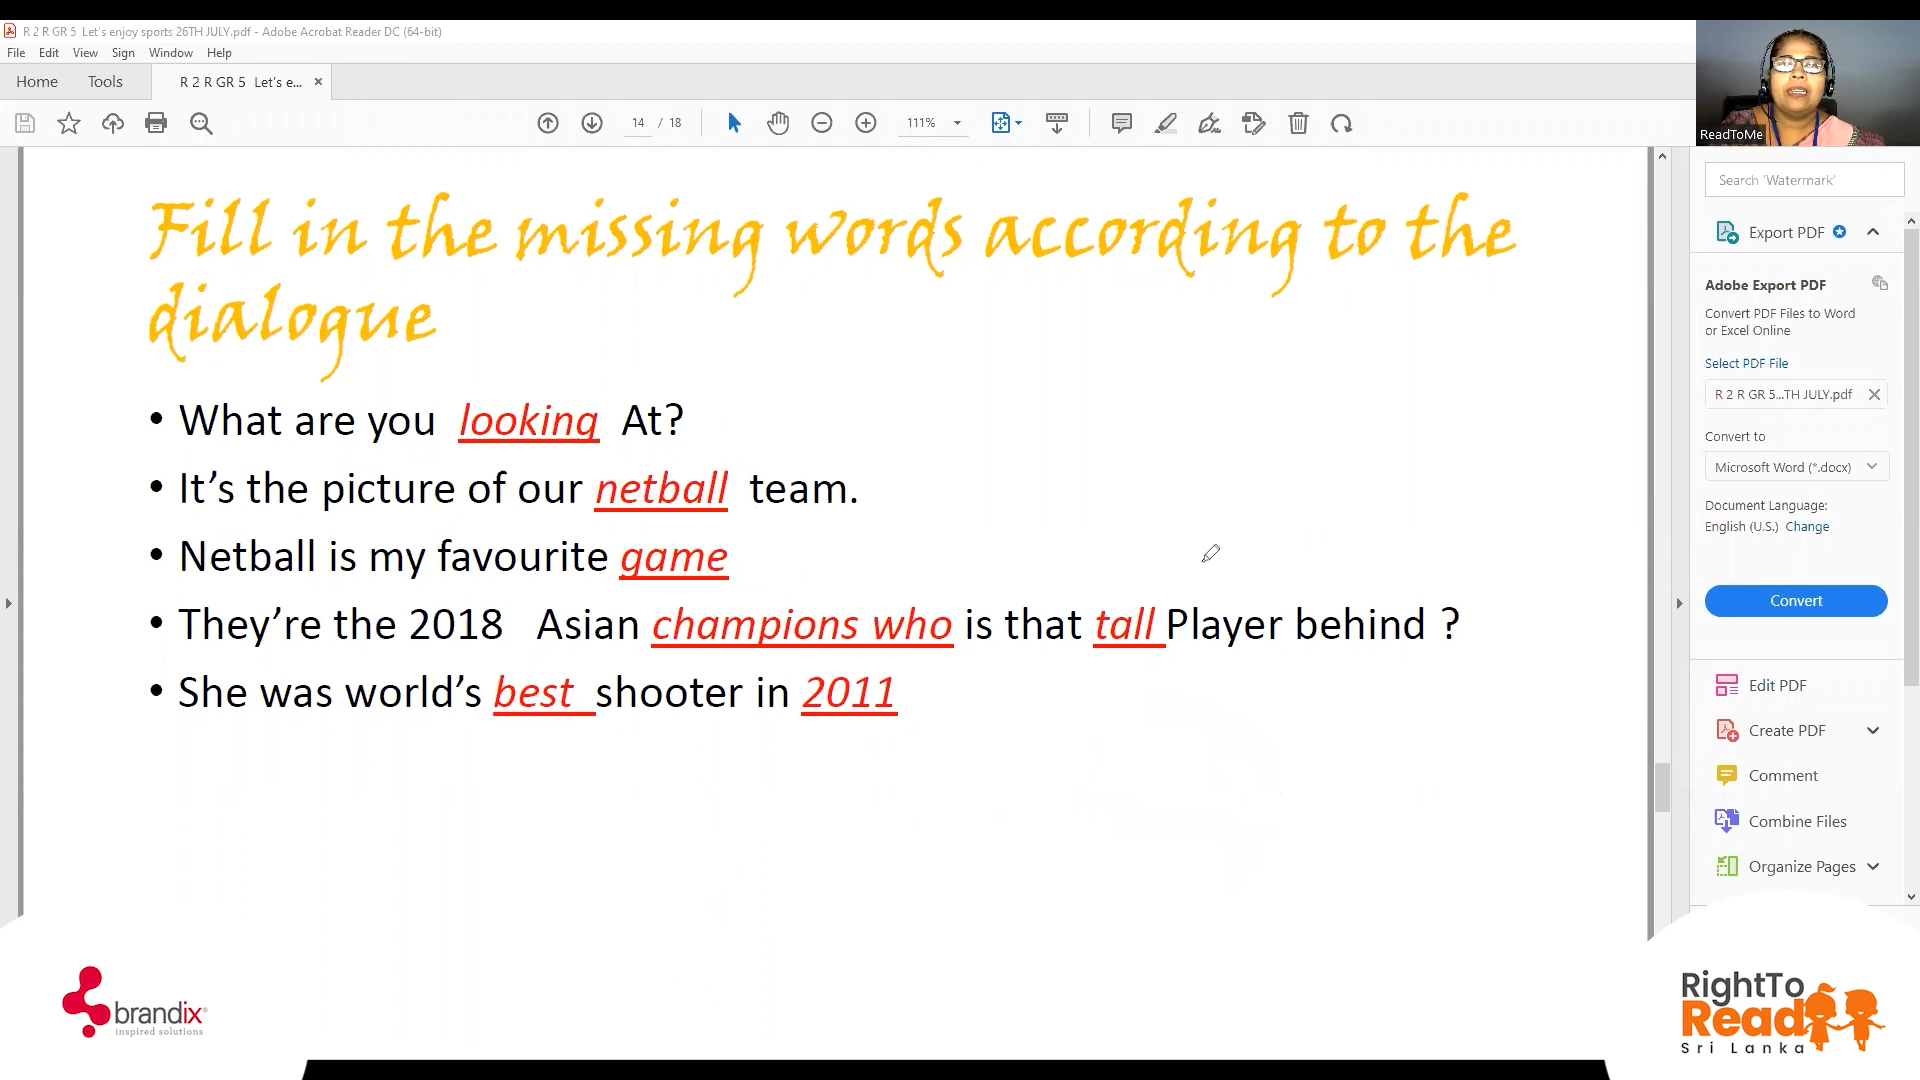 R 2 R GR 5  Let's enjoy sports 26TH JULY.pdf - Adobe Acrobat Reader DC (64-bit)
File Edit View Sign Window Help
Home Tools R 2 R GR 5  Let's e... ×
14 / 18 111%
ReadToMe
Fill in the missing words according to the
dialogue
• What are you looking At?
• It's the picture of our netball team.
• Netball is my favourite game
• They're the 2018 Asian champions who is that tall Player behind ?
• She was world's best shooter in 2011
Search 'Watermark'
Export PDF
Adobe Export PDF
Convert PDF Files to Word
or Excel Online
Select PDF File
R 2 R GR 5...TH JULY.pdf
Convert to
Microsoft Word (*.docx)
Document Language:
English (U.S.) Change
Convert
Edit PDF
Create PDF
Comment
Combine Files
Organize Pages
brandix
inspired solutions
RightTo
Read
Sri Lanka